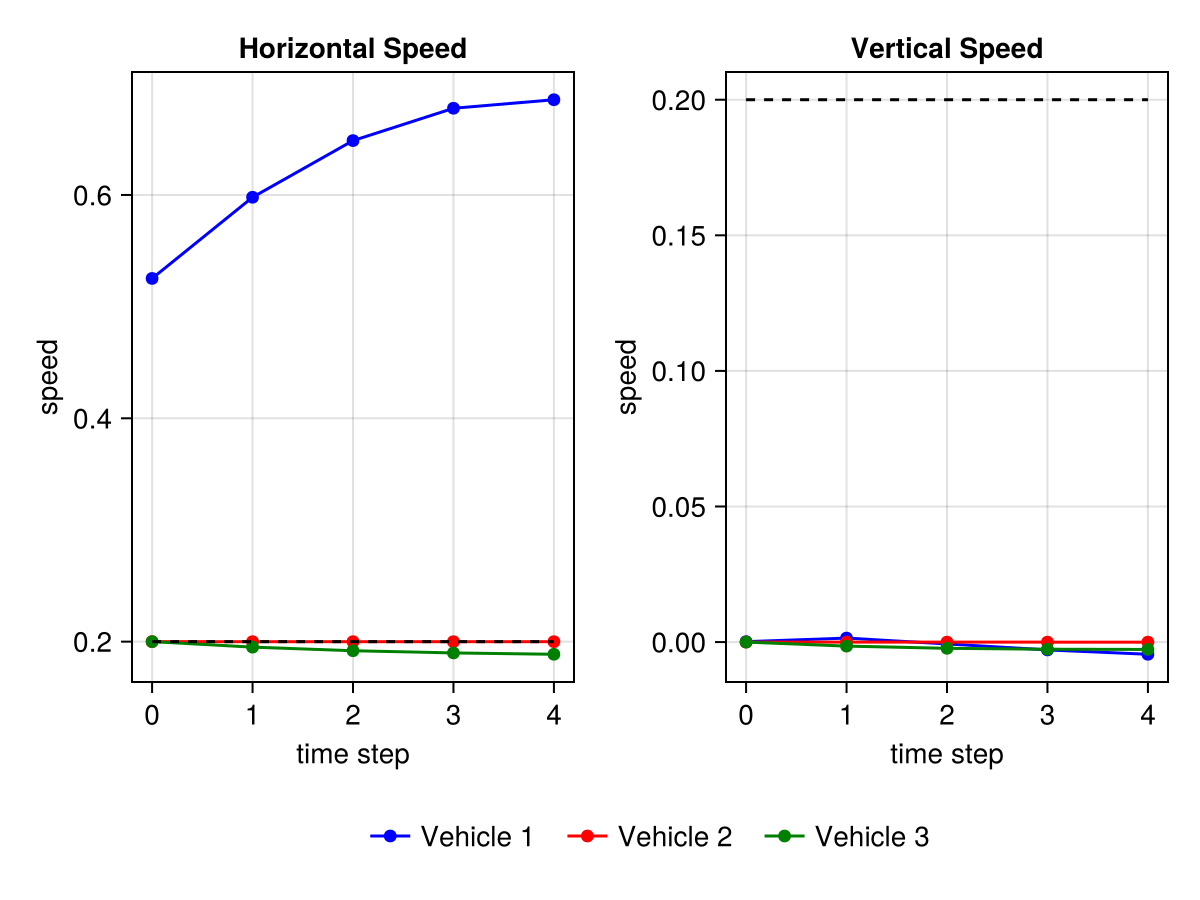 Horizontal Speed
0.6
0.4
0.2
speed
0 1 2 3 4
time step
Vertical Speed
0.20
0.15
0.10
0.05
0.00
speed
0 1 2 3 4
time step
Vehicle 1 Vehicle 2 Vehicle 3